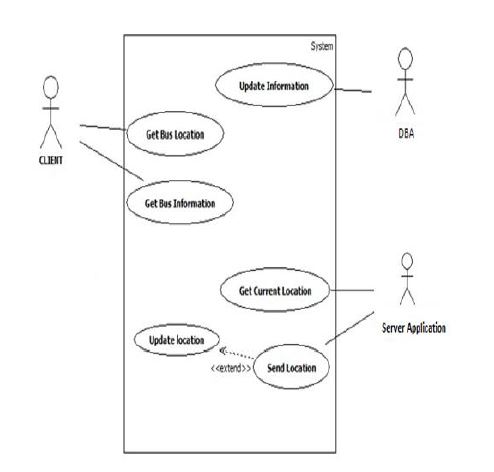 System
Update Information
DBA
Get Bus Location
CLIENT
Get Bus Information
Get Current Location
Server Application
Update location
<<extend>>
Send Location